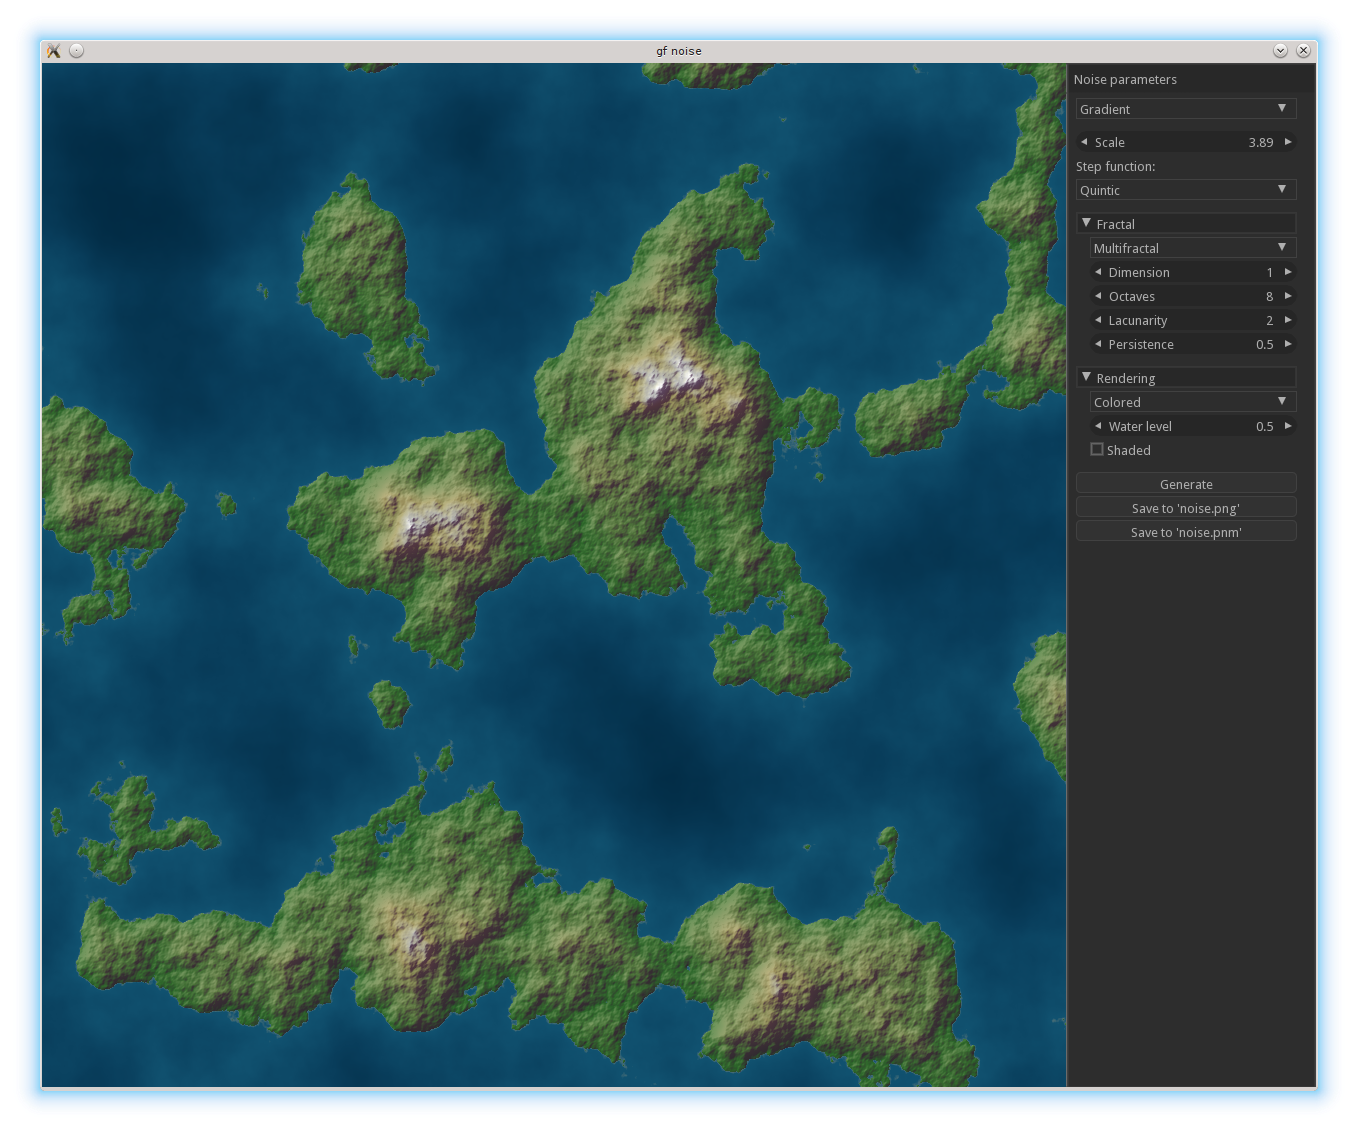 gf noise
Noise parameters
Gradient
Scale 3.89
Step function:
Quintic
Fractal
Multifractal
Dimension 1
Octaves 8
Lacunarity 2
Persistence 0.5
Rendering
Colored
Water level 0.5
Shaded
Generate
Save to 'noise.png'
Save to 'noise.pnm'